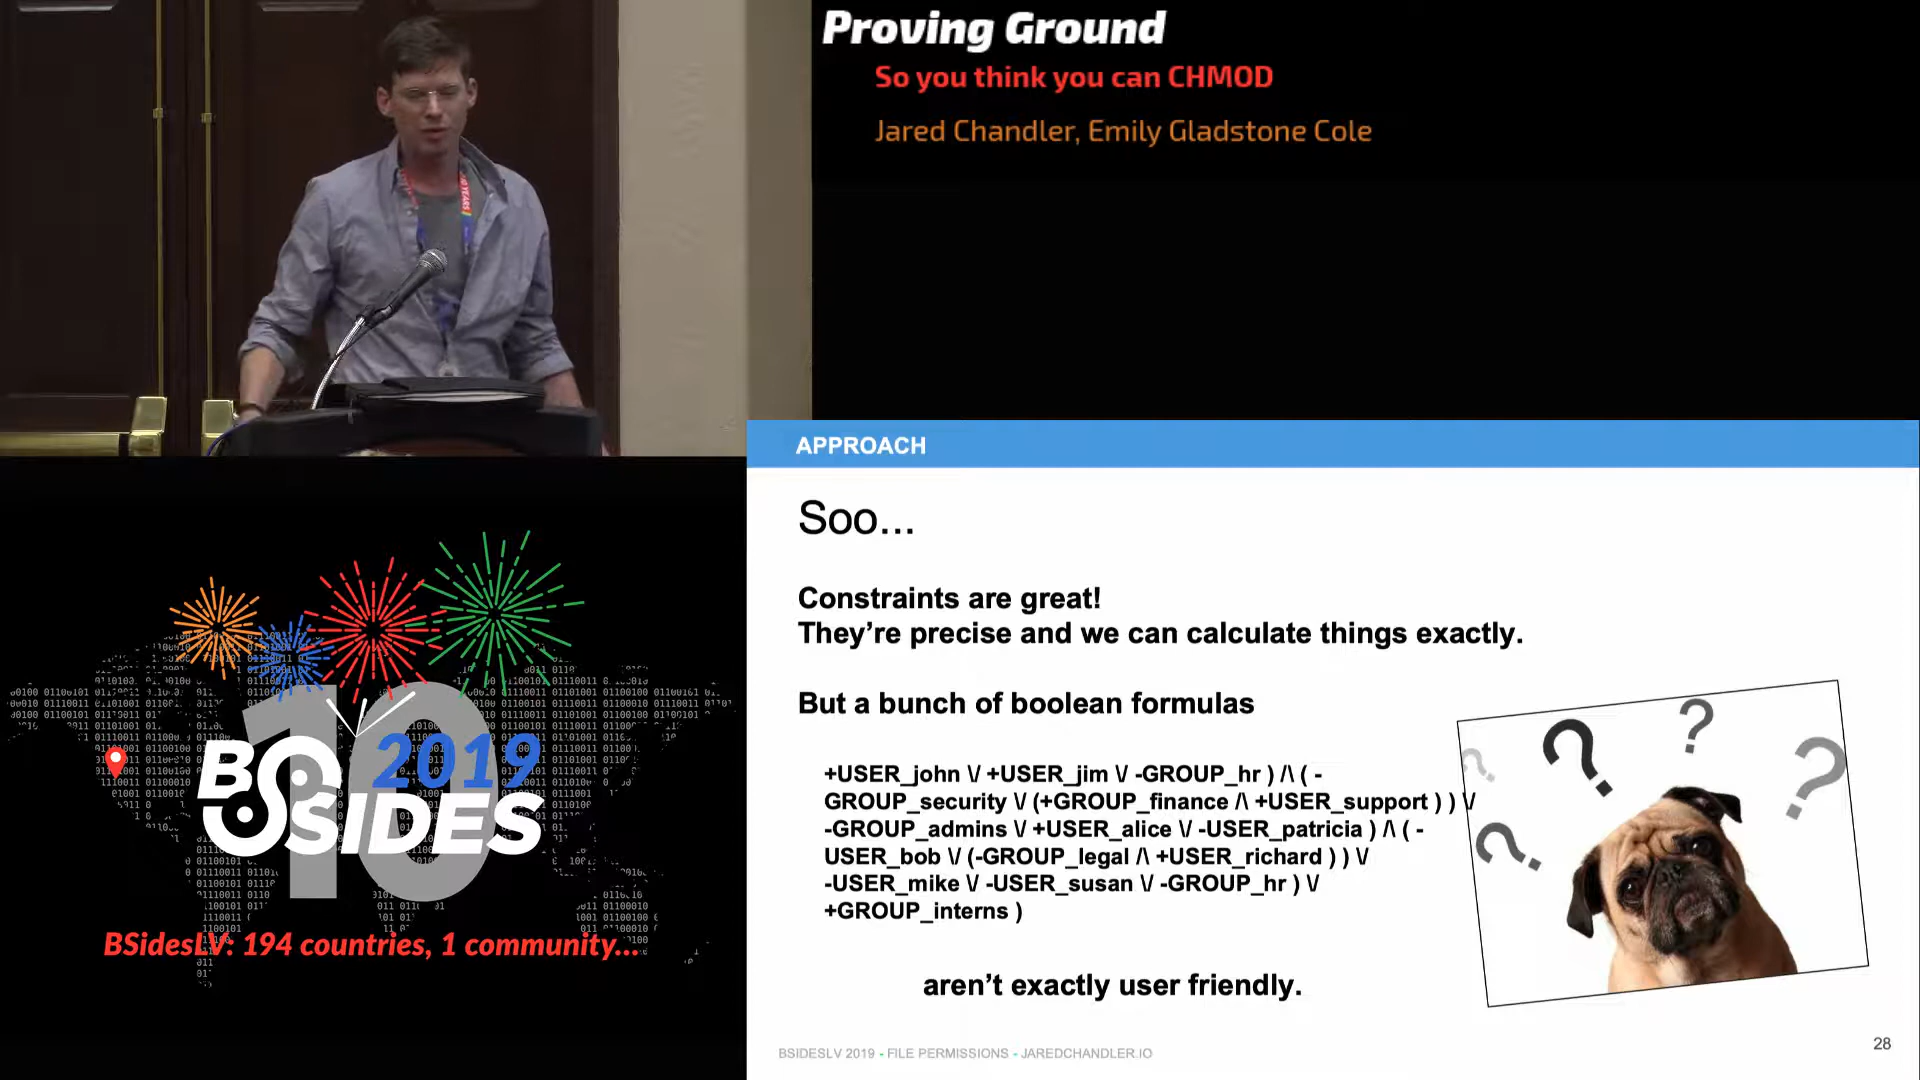 Proving Ground
So you think you can CHMOD
Jared Chandler, Emily Gladstone Cole
APPROACH
Soo...
Constraints are great!
They’re precise and we can calculate things exactly.
But a bunch of boolean formulas
+USER_john \/ +USER_jim \/ -GROUP_hr ) /\ ( -
GROUP_security \/ (+GROUP_finance /\ +USER_support ) ) \/
-GROUP_admins \/ +USER_alice \/ -USER_patricia ) /\ ( -
USER_bob \/ (-GROUP_legal /\ +USER_richard ) ) \/
-USER_mike \/ -USER_susan \/ -GROUP_hr ) \/
+GROUP_interns )
aren’t exactly user friendly.
? ? ? ? ?
BSIDESLV 2019 - FILE PERMISSIONS - JAREDCHANDLER.IO
28
10
2019
BSIDES
BSidesLV: 194 countries, 1 community...